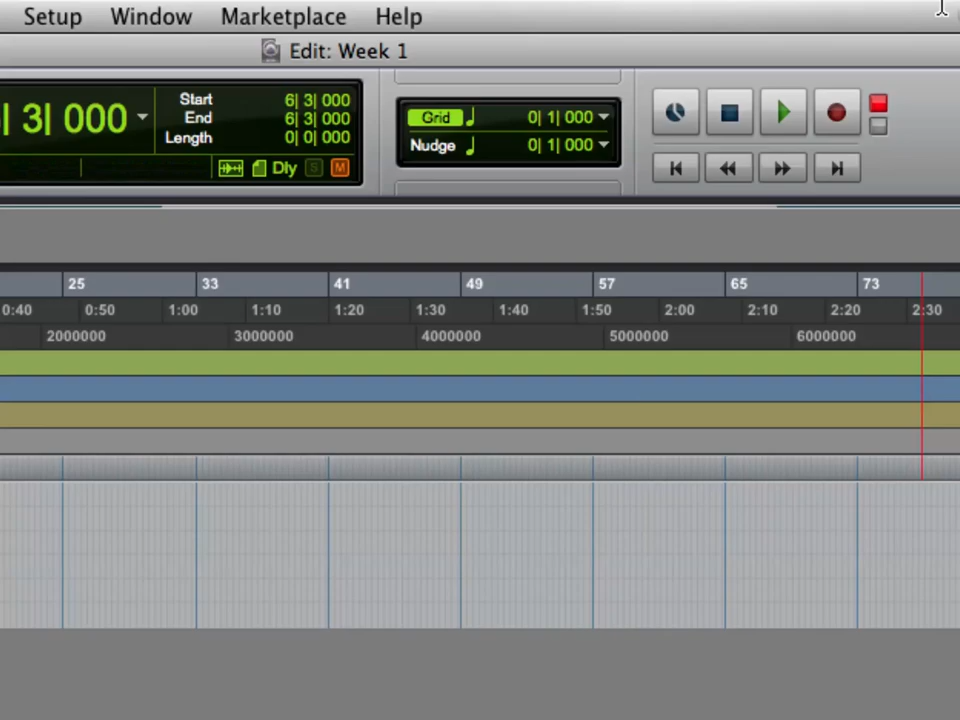 Setup Window Marketplace Help
Edit: Week 1
| 3| 000
Start 6| 3| 000
End 6| 3| 000
Length 0| 0| 000
Dly S M
Grid 0| 1| 000
Nudge 0| 1| 000
25 33 41 49 57 65 73
0:40 0:50 1:00 1:10 1:20 1:30 1:40 1:50 2:00 2:10 2:20 2:30
2000000 3000000 4000000 5000000 6000000